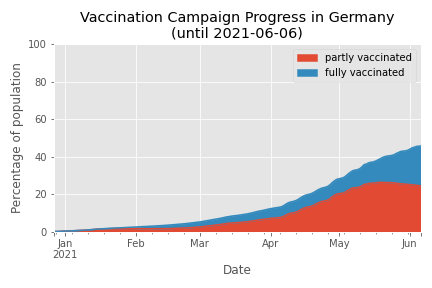 Vaccination Campaign Progress in Germany
(until 2021-06-06)
100
80
60
40
20
0
Percentage of population
partly vaccinated
fully vaccinated
Jan
2021
Feb
Mar
Apr
May
Jun
Date